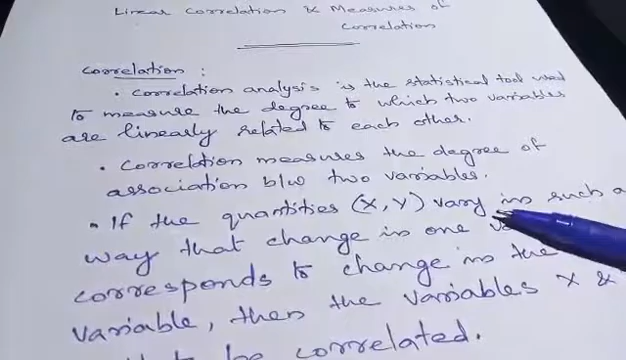 Linear Correlation & Measures of
Correlation
Correlation :
• Correlation analysis is the statistical tool used
to measure the degree to which two variables
are linearly related to each other.
• Correlation measures the degree of
association b/w two variables.
• If the quantities (X, Y) vary in such a
way that change in one
corresponds to change in the
variable, then the variables X &
to be correlated.